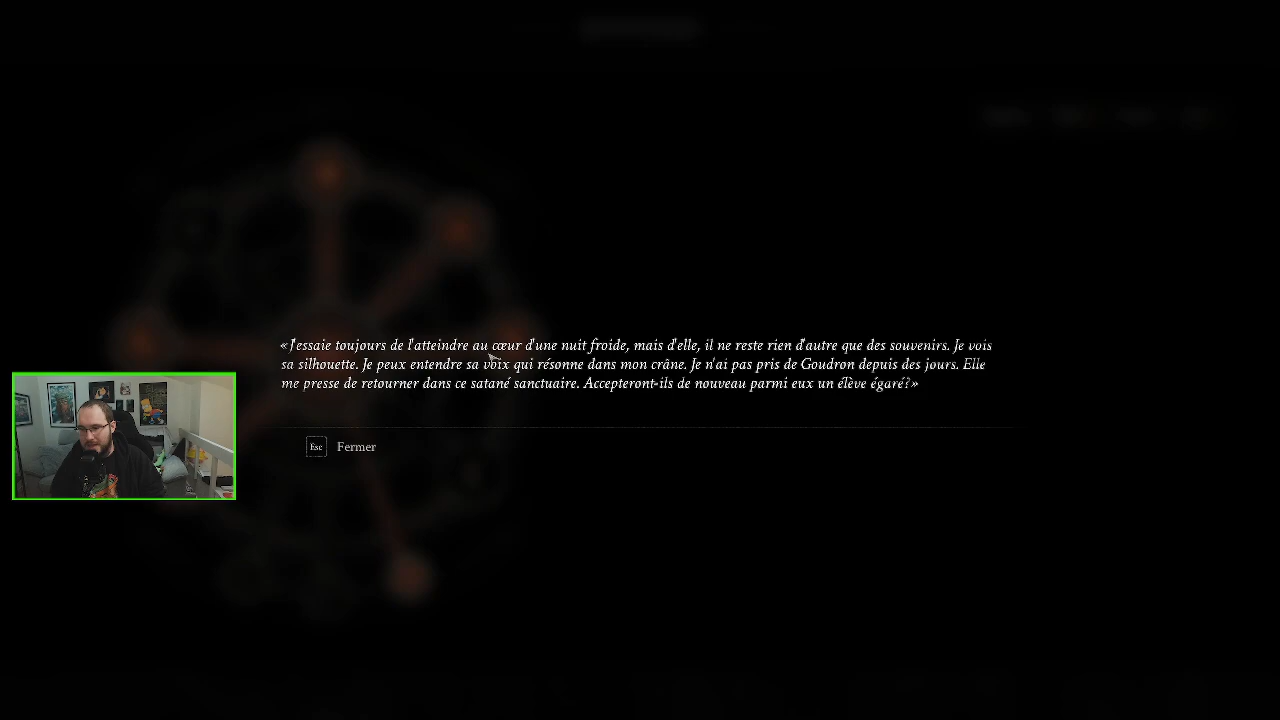 « J'essaie toujours de l'atteindre au cœur d'une nuit froide, mais d'elle, il ne reste rien d'autre que des souvenirs. Je vois
sa silhouette. Je peux entendre sa voix qui résonne dans mon crâne. Je n'ai pas pris de Goudron depuis des jours. Elle
me presse de retourner dans ce satané sanctuaire. Accepteront-ils de nouveau parmi eux un élève égaré? »
Esc Fermer